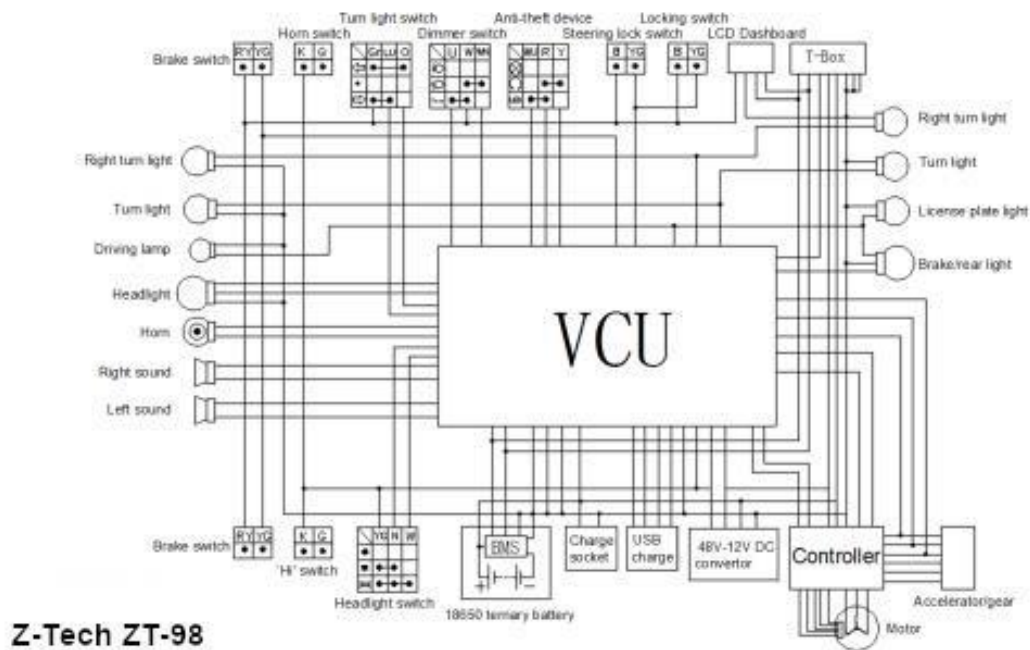 Turn light switch Anti-theft device Locking switch
Horn switch Dimmer switch Steering lock switch LCD Dashboard
Brake switch RY YG K G Gr Lu O U W B YG B YG T-Box
R Y
Right turn light
Right turn light
Turn light
Turn light
License plate light
Driving lamp
Brake/rear light
Headlight
VCU
Horn
Right sound
Left sound
Brake switch RY YG K G YG N W BMS Charge socket USB charge 48V-12V DC convertor Controller
'Hi' switch
Headlight switch
+ −
18650 ternary battery
Accelerator/gear
Motor
Z-Tech ZT-98